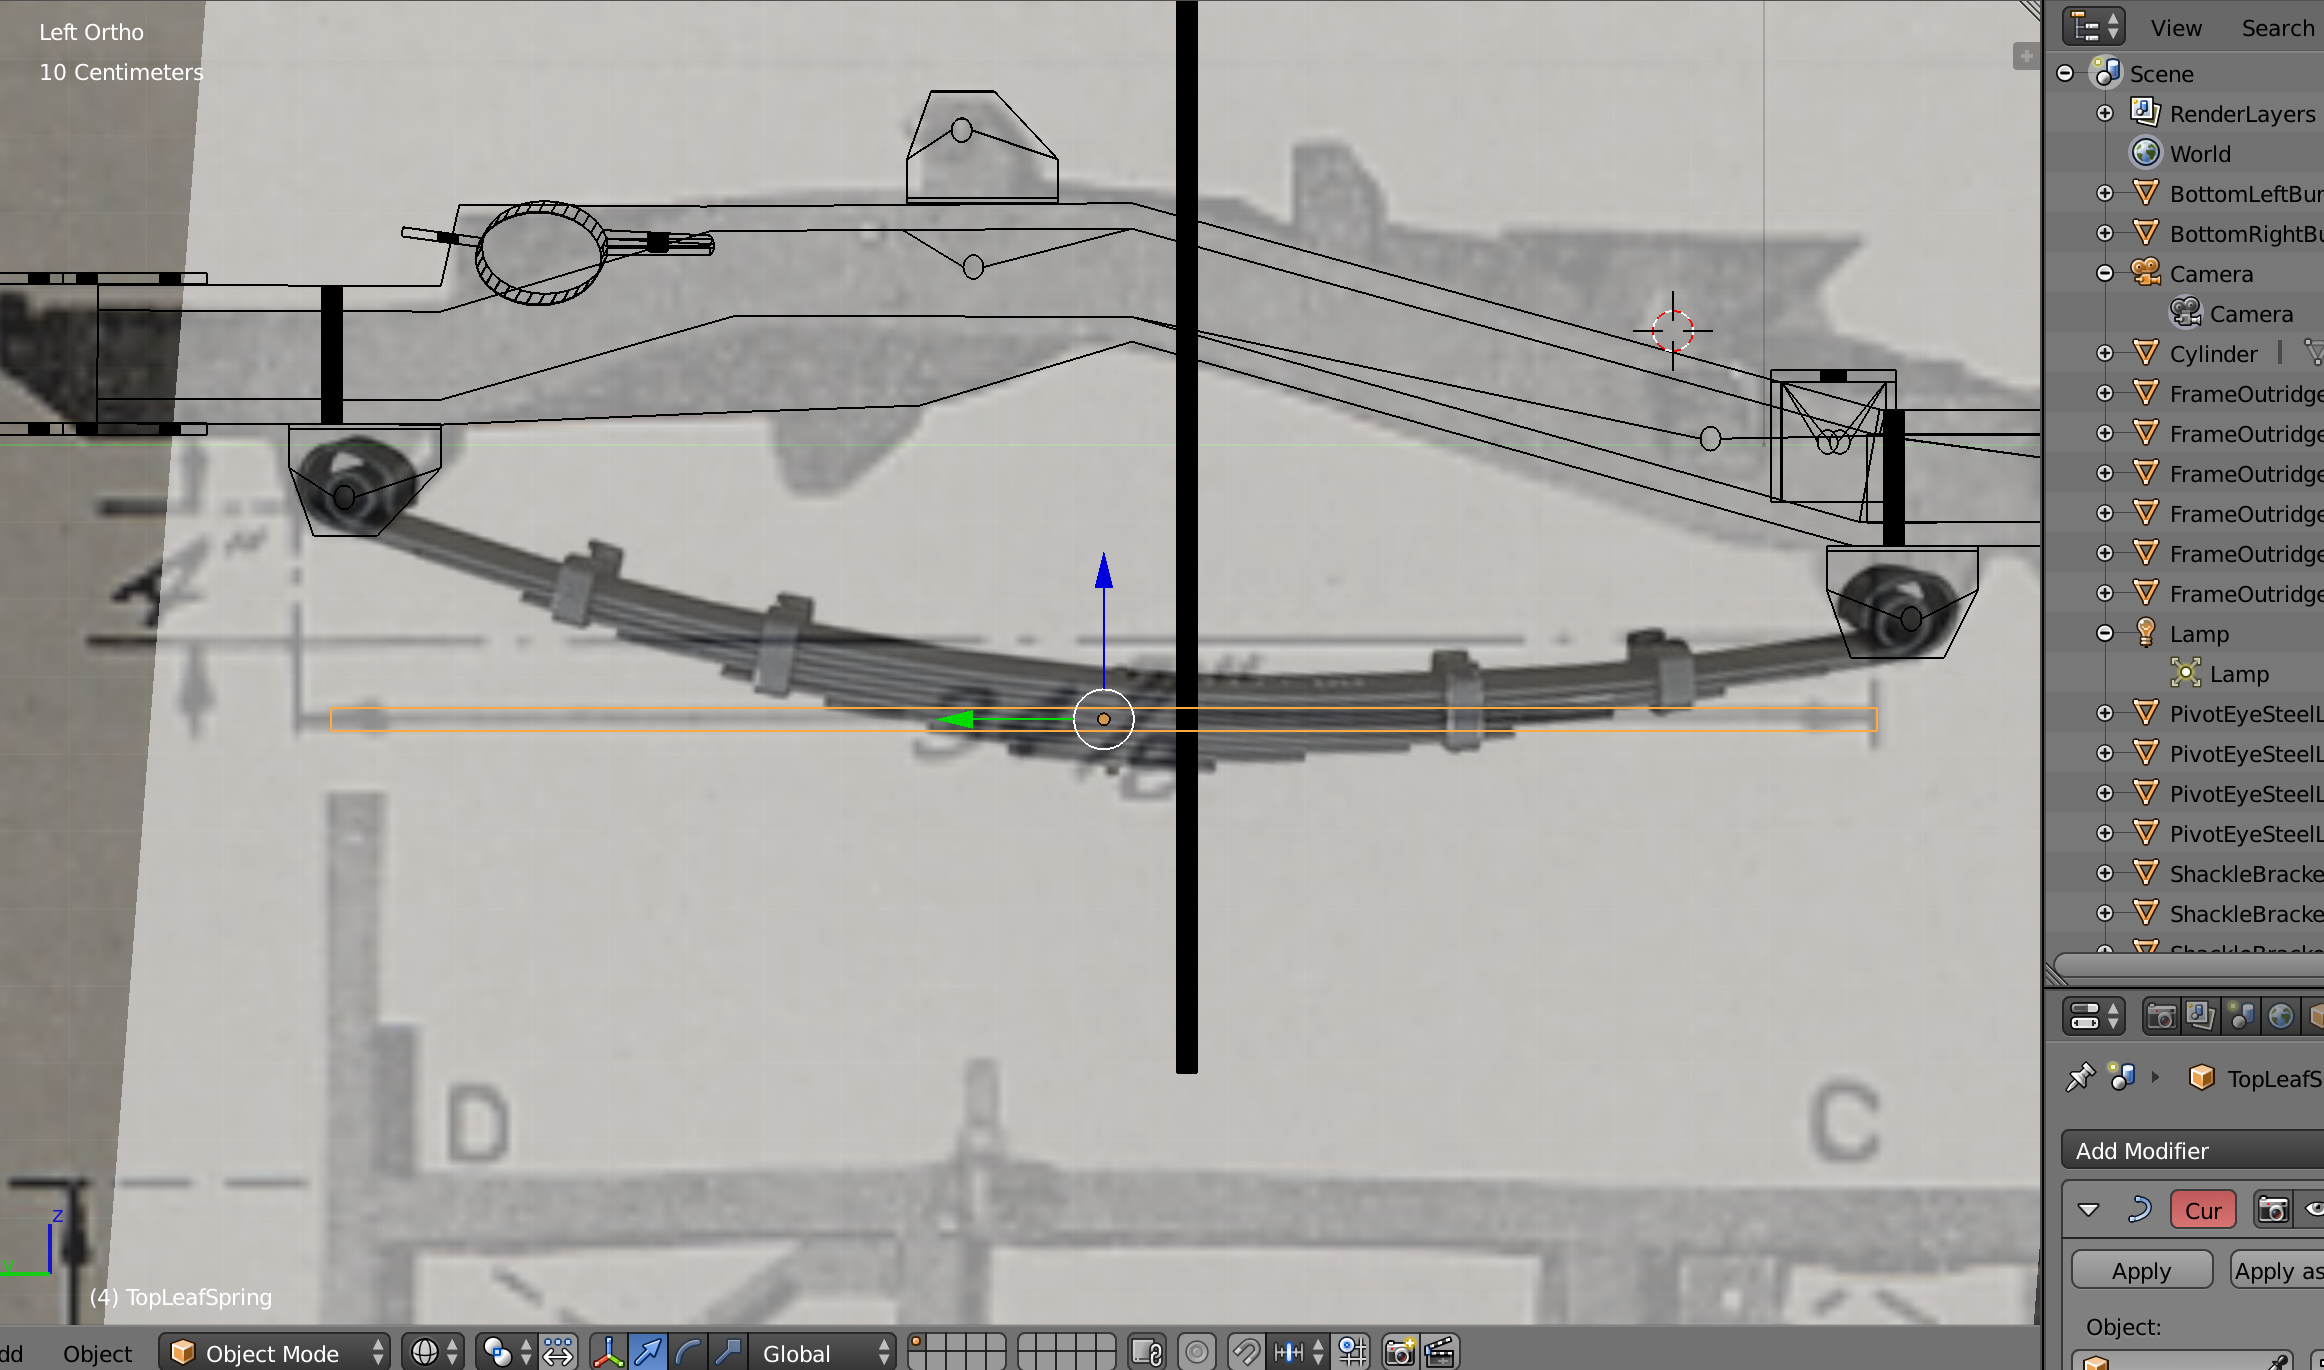 Left Ortho
10 Centimeters
View Search
Scene
RenderLayers
World
BottomLeftBur
BottomRightBu
Camera
Camera
Cylinder
FrameOutridge
FrameOutridge
FrameOutridge
FrameOutridge
FrameOutridge
FrameOutridge
Lamp
Lamp
PivotEyeSteelL
PivotEyeSteelL
PivotEyeSteelL
PivotEyeSteelL
ShackleBracke
ShackleBracke
ShackleBracke
TopLeafS
Add Modifier
Cur
Apply Apply as
Object:
D C
z
y
(4) TopLeafSpring
dd Object Object Mode Global